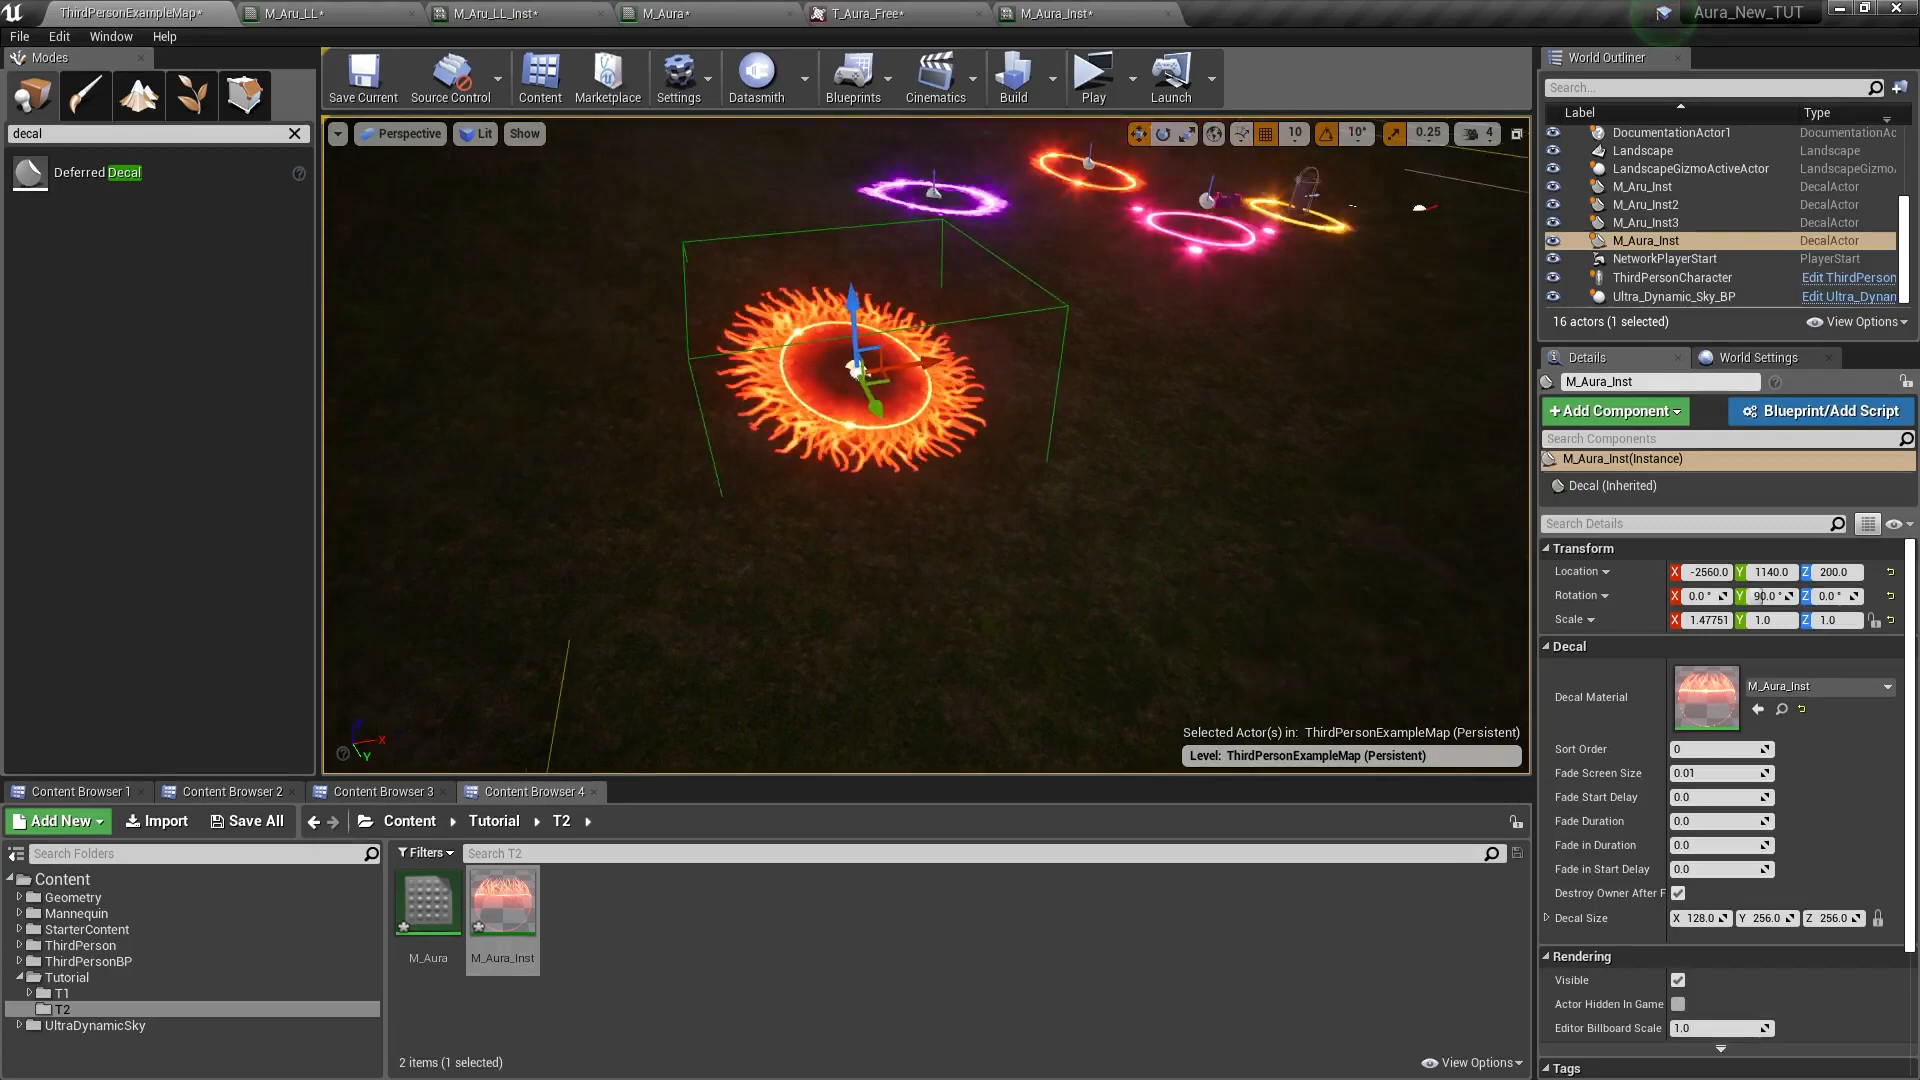 ThirdPersonExampleMap*
M_Aru_LL*
M_Aru_LL_Inst*
M_Aura*
T_Aura_Free*
M_Aura_Inst*
Aura_New_TUT
File Edit Window Help
Modes
decal
Deferred Decal
Save Current
Source Control
Content
Marketplace
Settings
Datasmith
Blueprints
Cinematics
Build
Play
Launch
Perspective
Lit
Show
10
10°
0.25
4
Z
X
Y
Selected Actor(s) in: ThirdPersonExampleMap (Persistent)
Level: ThirdPersonExampleMap (Persistent)
World Outliner
Search...
Label Type
DocumentationActor1 DocumentationAc
Landscape Landscape
LandscapeGizmoActiveActor LandscapeGizmo
M_Aru_Inst DecalActor
M_Aru_Inst2 DecalActor
M_Aru_Inst3 DecalActor
M_Aura_Inst DecalActor
NetworkPlayerStart PlayerStart
ThirdPersonCharacter Edit ThirdPerson
Ultra_Dynamic_Sky_BP Edit Ultra_Dynan
16 actors (1 selected) View Options
Details
World Settings
M_Aura_Inst
+Add Component
Blueprint/Add Script
Search Components
M_Aura_Inst(Instance)
Decal (Inherited)
Search Details
Transform
Location X -2560.0 Y 1140.0 Z 200.0
Rotation X 0.0 ° Y 90.0 ° Z 0.0 °
Scale X 1.47751 Y 1.0 Z 1.0
Decal
Decal Material
M_Aura_Inst
Sort Order 0
Fade Screen Size 0.01
Fade Start Delay 0.0
Fade Duration 0.0
Fade in Duration 0.0
Fade in Start Delay 0.0
Destroy Owner After F
Decal Size X 128.0 Y 256.0 Z 256.0
Rendering
Visible
Actor Hidden In Game
Editor Billboard Scale 1.0
Tags
Content Browser 1
Content Browser 2
Content Browser 3
Content Browser 4
Add New
Import
Save All
Content
Tutorial
T2
Search Folders
Filters
Search T2
Content
Geometry
Mannequin
StarterContent
ThirdPerson
ThirdPersonBP
Tutorial
T1
T2
UltraDynamicSky
M_Aura
M_Aura_Inst
2 items (1 selected)
View Options